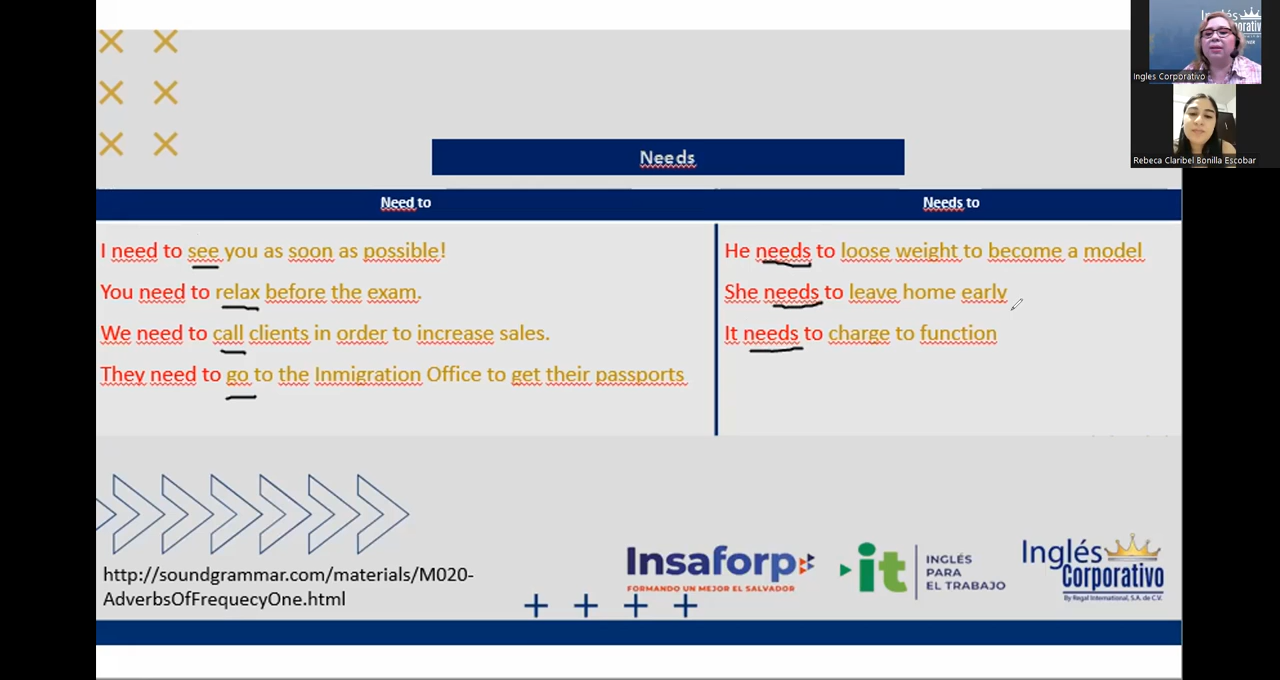 Ingles Corporativo
Rebeca Claribel Bonilla Escobar
Needs
Need to
Needs to
I need to see you as soon as possible!
You need to relax before the exam.
We need to call clients in order to increase sales.
They need to go to the Inmigration Office to get their passports
He needs to loose weight to become a model
She needs to leave home early
It needs to charge to function
http://soundgrammar.com/materials/M020-
AdverbsOfFrequecyOne.html
Insaforp
FORMANDO UN MEJOR EL SALVADOR
it
INGLÉS
PARA
EL TRABAJO
Inglés
Corporativo
By Regal International, S.A. de C.V.